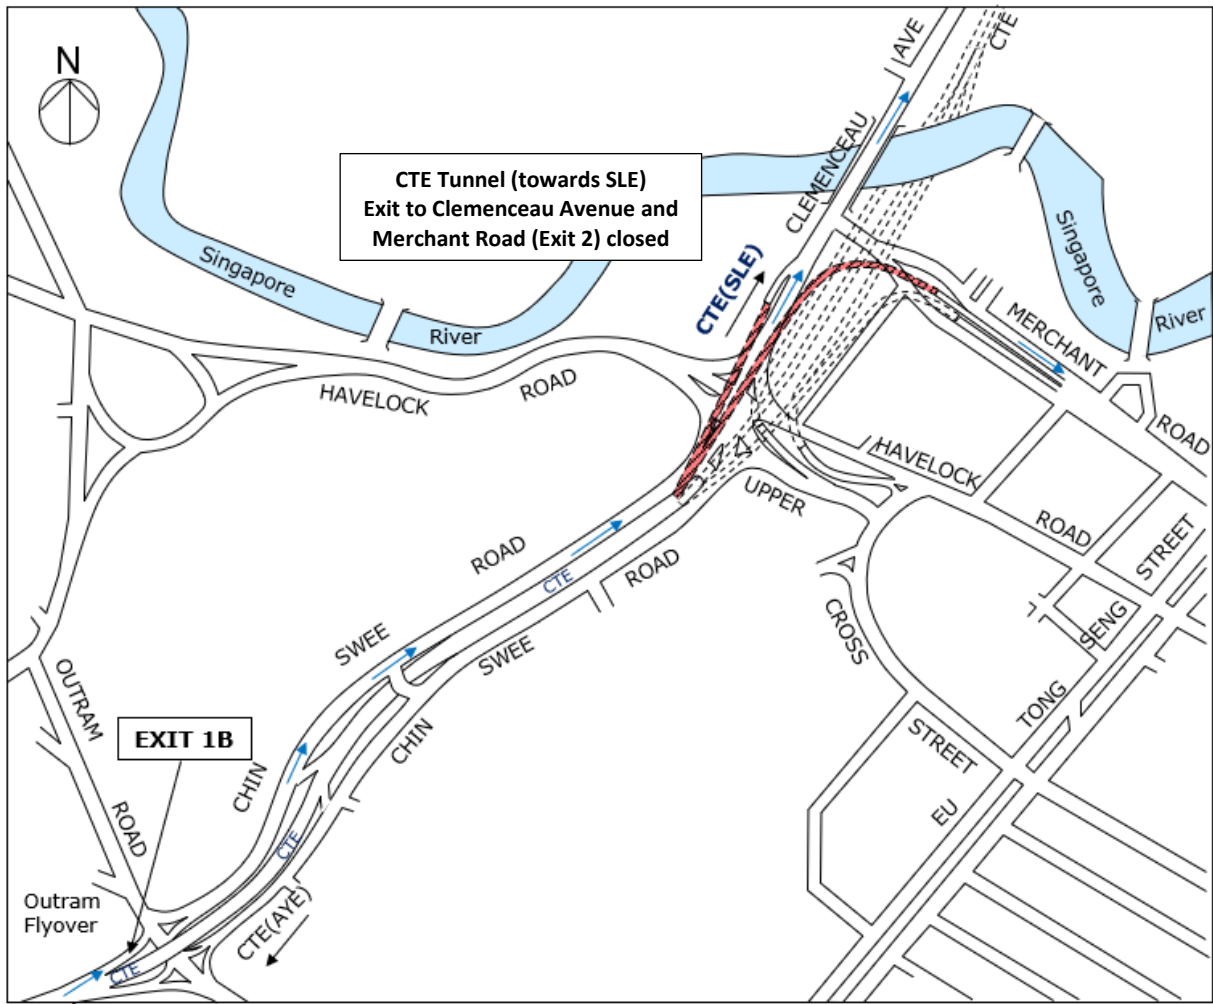 N
AVE
CTE
CLEMENCEAU
CTE Tunnel (towards SLE)
Exit to Clemenceau Avenue and
Merchant Road (Exit 2) closed
Singapore
River
CTE(SLE)
Singapore
River
MERCHANT
ROAD
HAVELOCK
ROAD
HAVELOCK
ROAD
UPPER
CROSS
STREET
STREET
SENG
TONG
EU
ROAD
SWEE
CTE
ROAD
SWEE
CHIN
CHIN
OUTRAM
ROAD
EXIT 1B
CTE
CTE(AYE)
Outram
Flyover
CTE